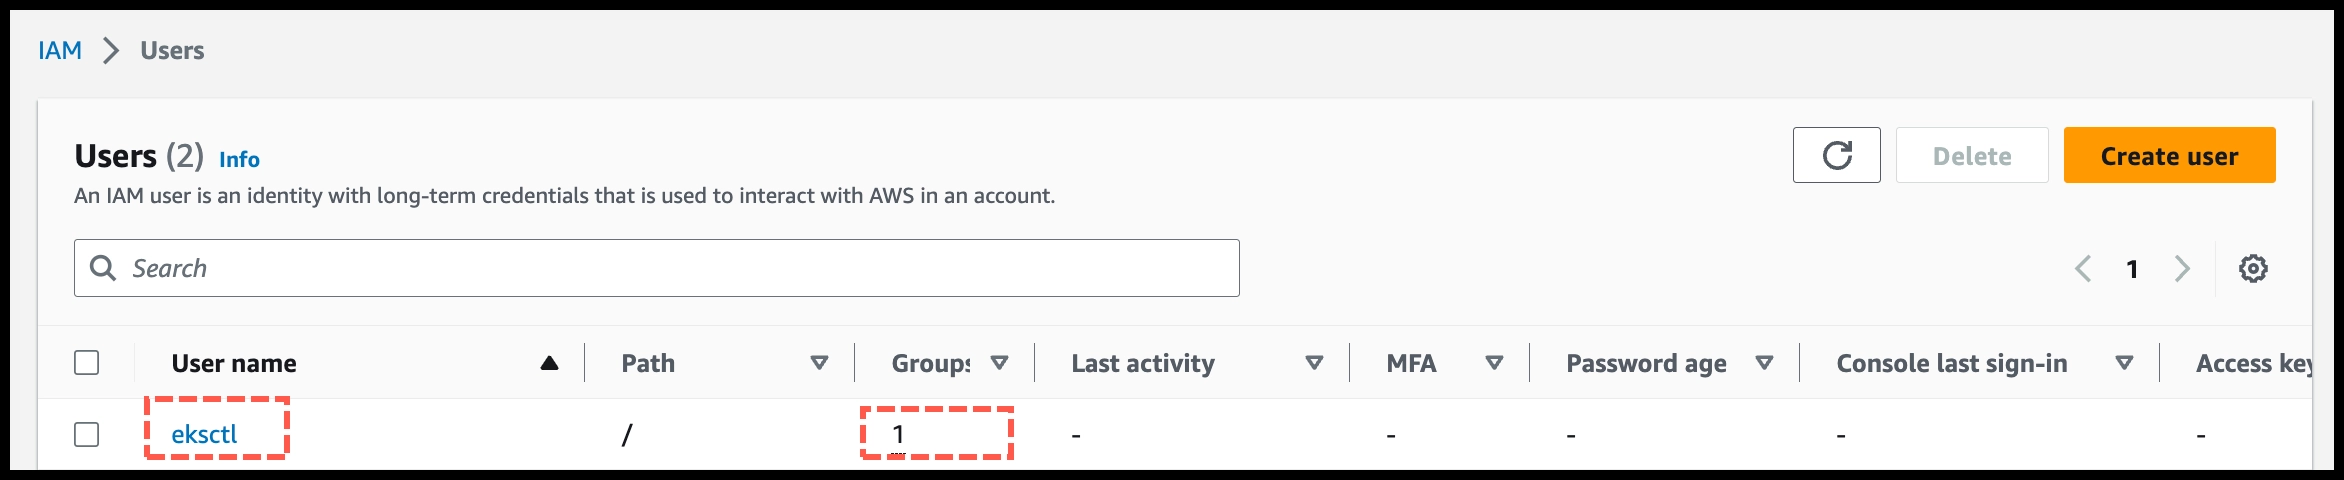 IAM > Users
Users (2) Info
An IAM user is an identity with long-term credentials that is used to interact with AWS in an account.
Delete
Create user
Search
1
User name Path Groups Last activity MFA Password age Console last sign-in Access key
eksctl / 1 - - - - -